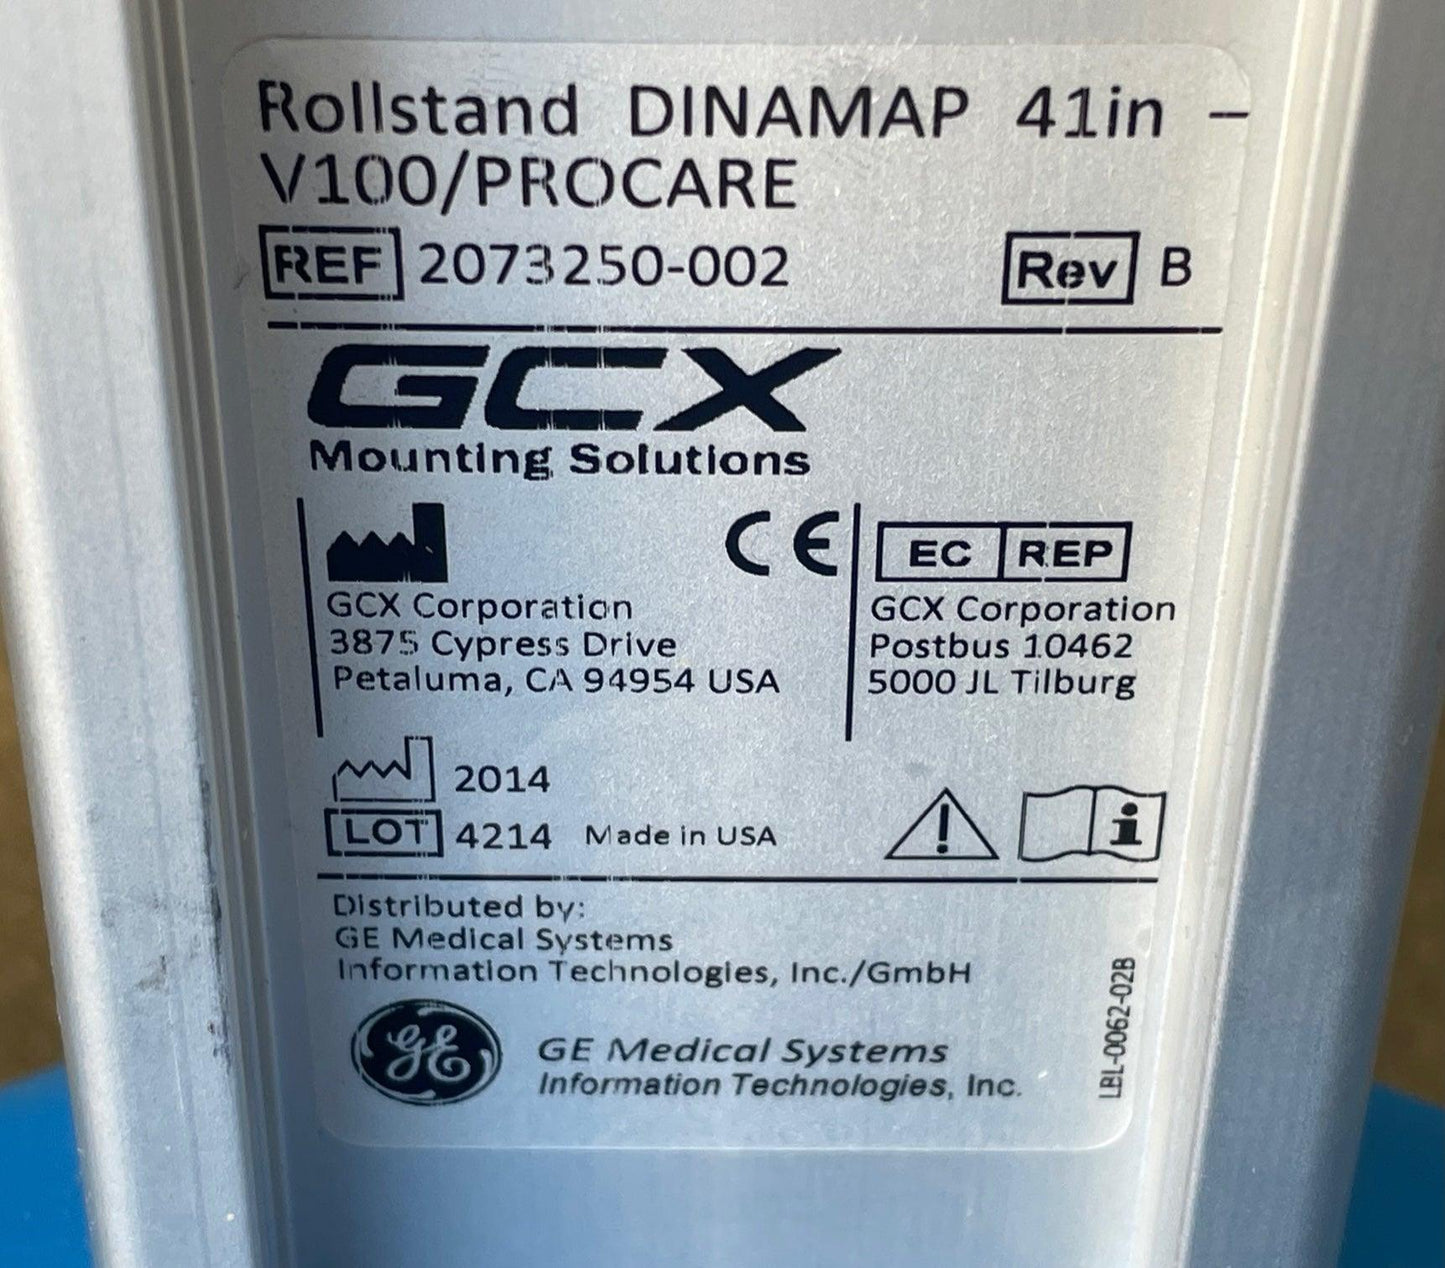 Rollstand DINAMAP 41in –
V100/PROCARE
REF 2073250-002 Rev B
GCX
Mounting Solutions
CE EC REP
GCX Corporation
3875 Cypress Drive
Petaluma, CA 94954 USA
GCX Corporation
Postbus 10462
5000 JL Tilburg
2014
LOT 4214 Made in USA
Distributed by:
GE Medical Systems
Information Technologies, Inc./GmbH
GE
GE Medical Systems
Information Technologies, Inc.
LBL-0062-02B